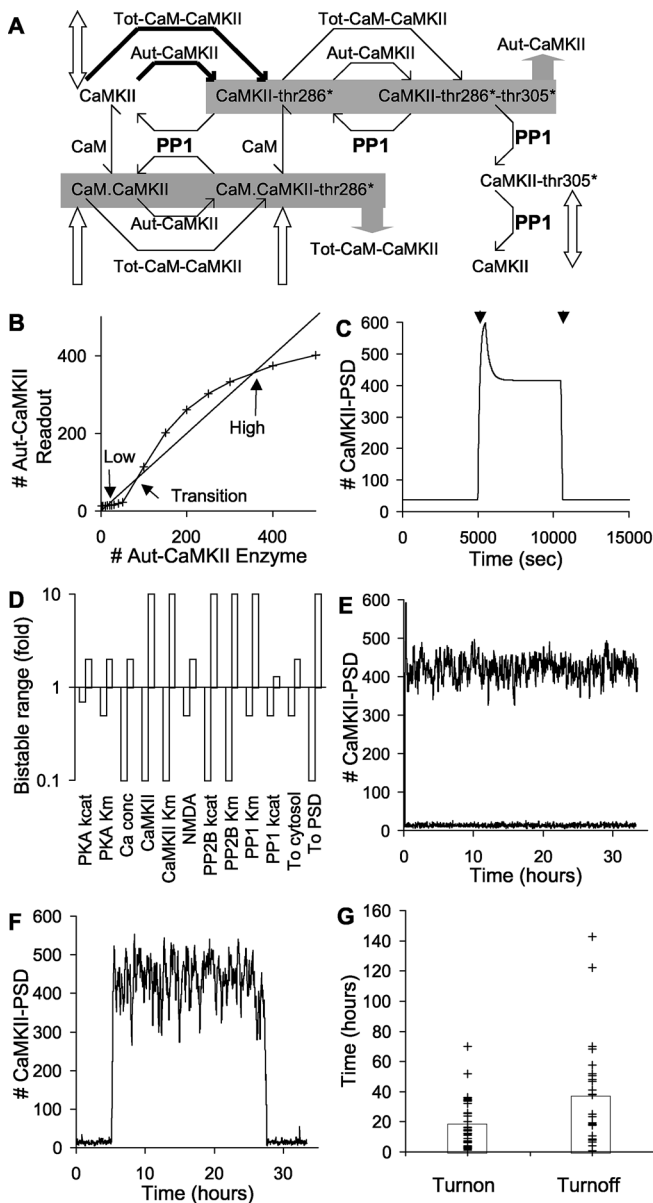 A
Tot-CaM-CaMKII
Tot-CaM-CaMKII
Aut-CaMKII
Aut-CaMKII
Aut-CaMKII
CaMKII
CaMKII-thr286*
CaMKII-thr286*-thr305*
PP1
PP1
PP1
CaM
CaM
CaM.CaMKII
CaM.CaMKII-thr286*
CaMKII-thr305*
Aut-CaMKII
PP1
Tot-CaM-CaMKII
Tot-CaM-CaMKII
CaMKII
B
# Aut-CaMKII
Readout
400
200
0
Low
High
Transition
0 200 400
# Aut-CaMKII Enzyme
C
# CaMKII-PSD
600
500
400
300
200
100
0
0 5000 10000 15000
Time (sec)
D
Bistable range (fold)
10
1
0.1
PKA kcat
PKA Km
Ca conc
CaMKII
CaMKII Km
NMDA
PP2B kcat
PP2B Km
PP1 Km
PP1 kcat
To cytosol
To PSD
E
# CaMKII-PSD
600
500
400
300
200
100
0
0 10 20 30
Time (hours)
F
# CaMKII-PSD
600
500
400
300
200
100
0
0 10 20 30
Time (hours)
G
Time (hours)
160
140
120
100
80
60
40
20
0
Turnon Turnoff